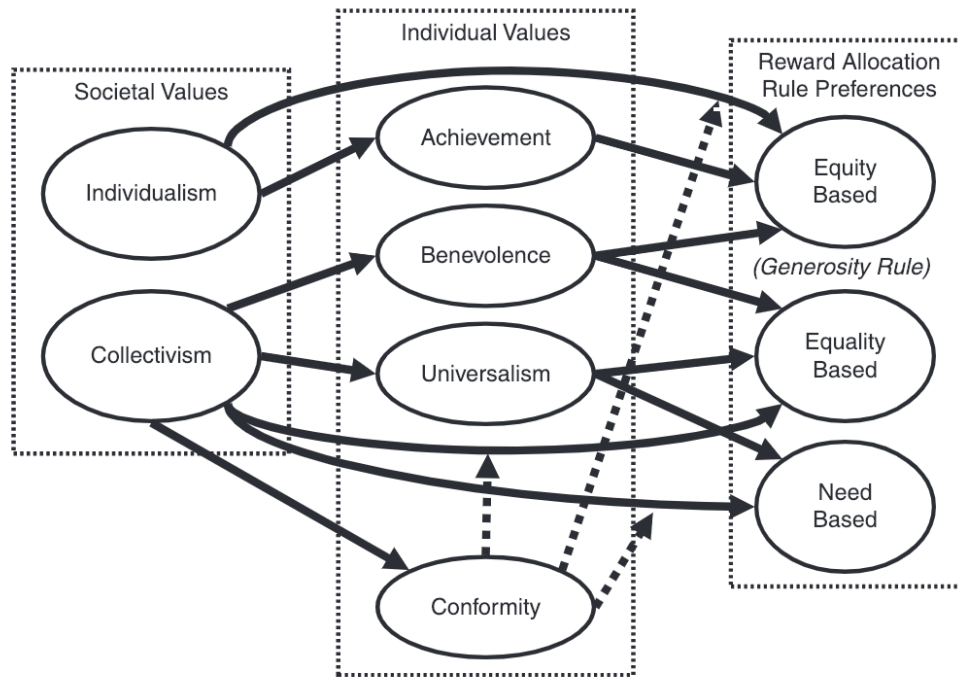 Individual Values
Societal Values
Reward Allocation
Rule Preferences
Individualism
Achievement
Equity
Based
Benevolence
(Generosity Rule)
Collectivism
Universalism
Equality
Based
Need
Based
Conformity